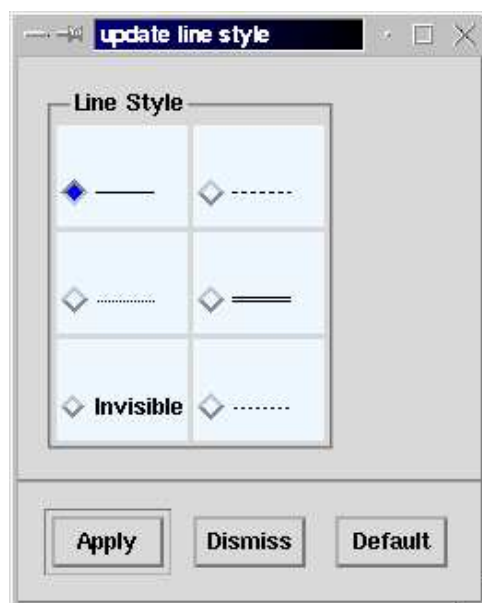 update line style
Line Style
Invisible
Apply Dismiss Default